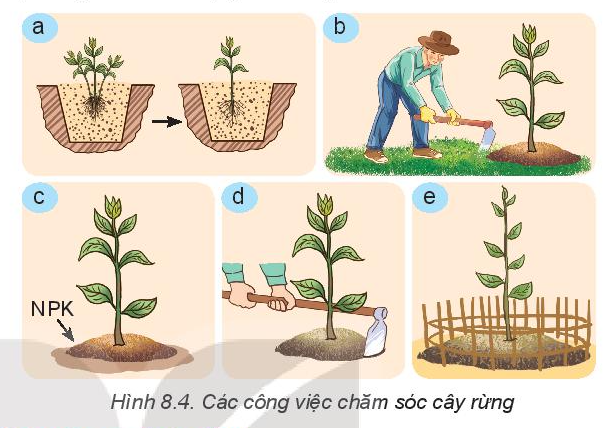 a
b
c
d
e
NPK
Hình 8.4. Các công việc chăm sóc cây rừng